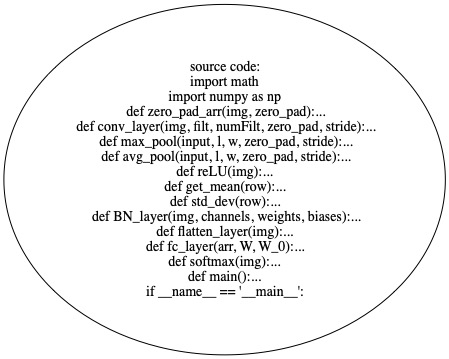 source code:
import math
import numpy as np
def zero_pad_arr(img, zero_pad):...
def conv_layer(img, filt, numFilt, zero_pad, stride):...
def max_pool(input, l, w, zero_pad, stride):...
def avg_pool(input, l, w, zero_pad, stride):...
def reLU(img):...
def get_mean(row):...
def std_dev(row):...
def BN_layer(img, channels, weights, biases):...
def flatten_layer(img):...
def fc_layer(arr, W, W_0):...
def softmax(img):...
def main():...
if __name__ == '__main__':